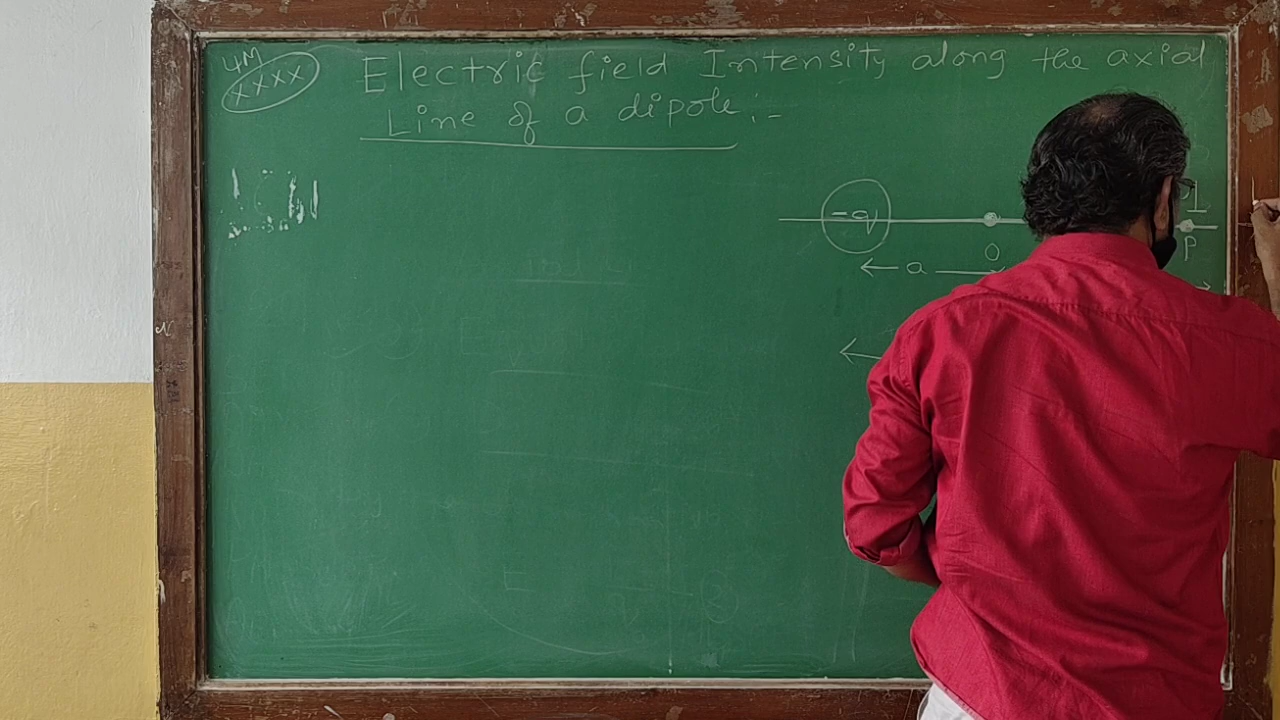 4M
xxxx
Electric field Intensity along the axial
Line of a dipole:-
-q
O
P
a
N